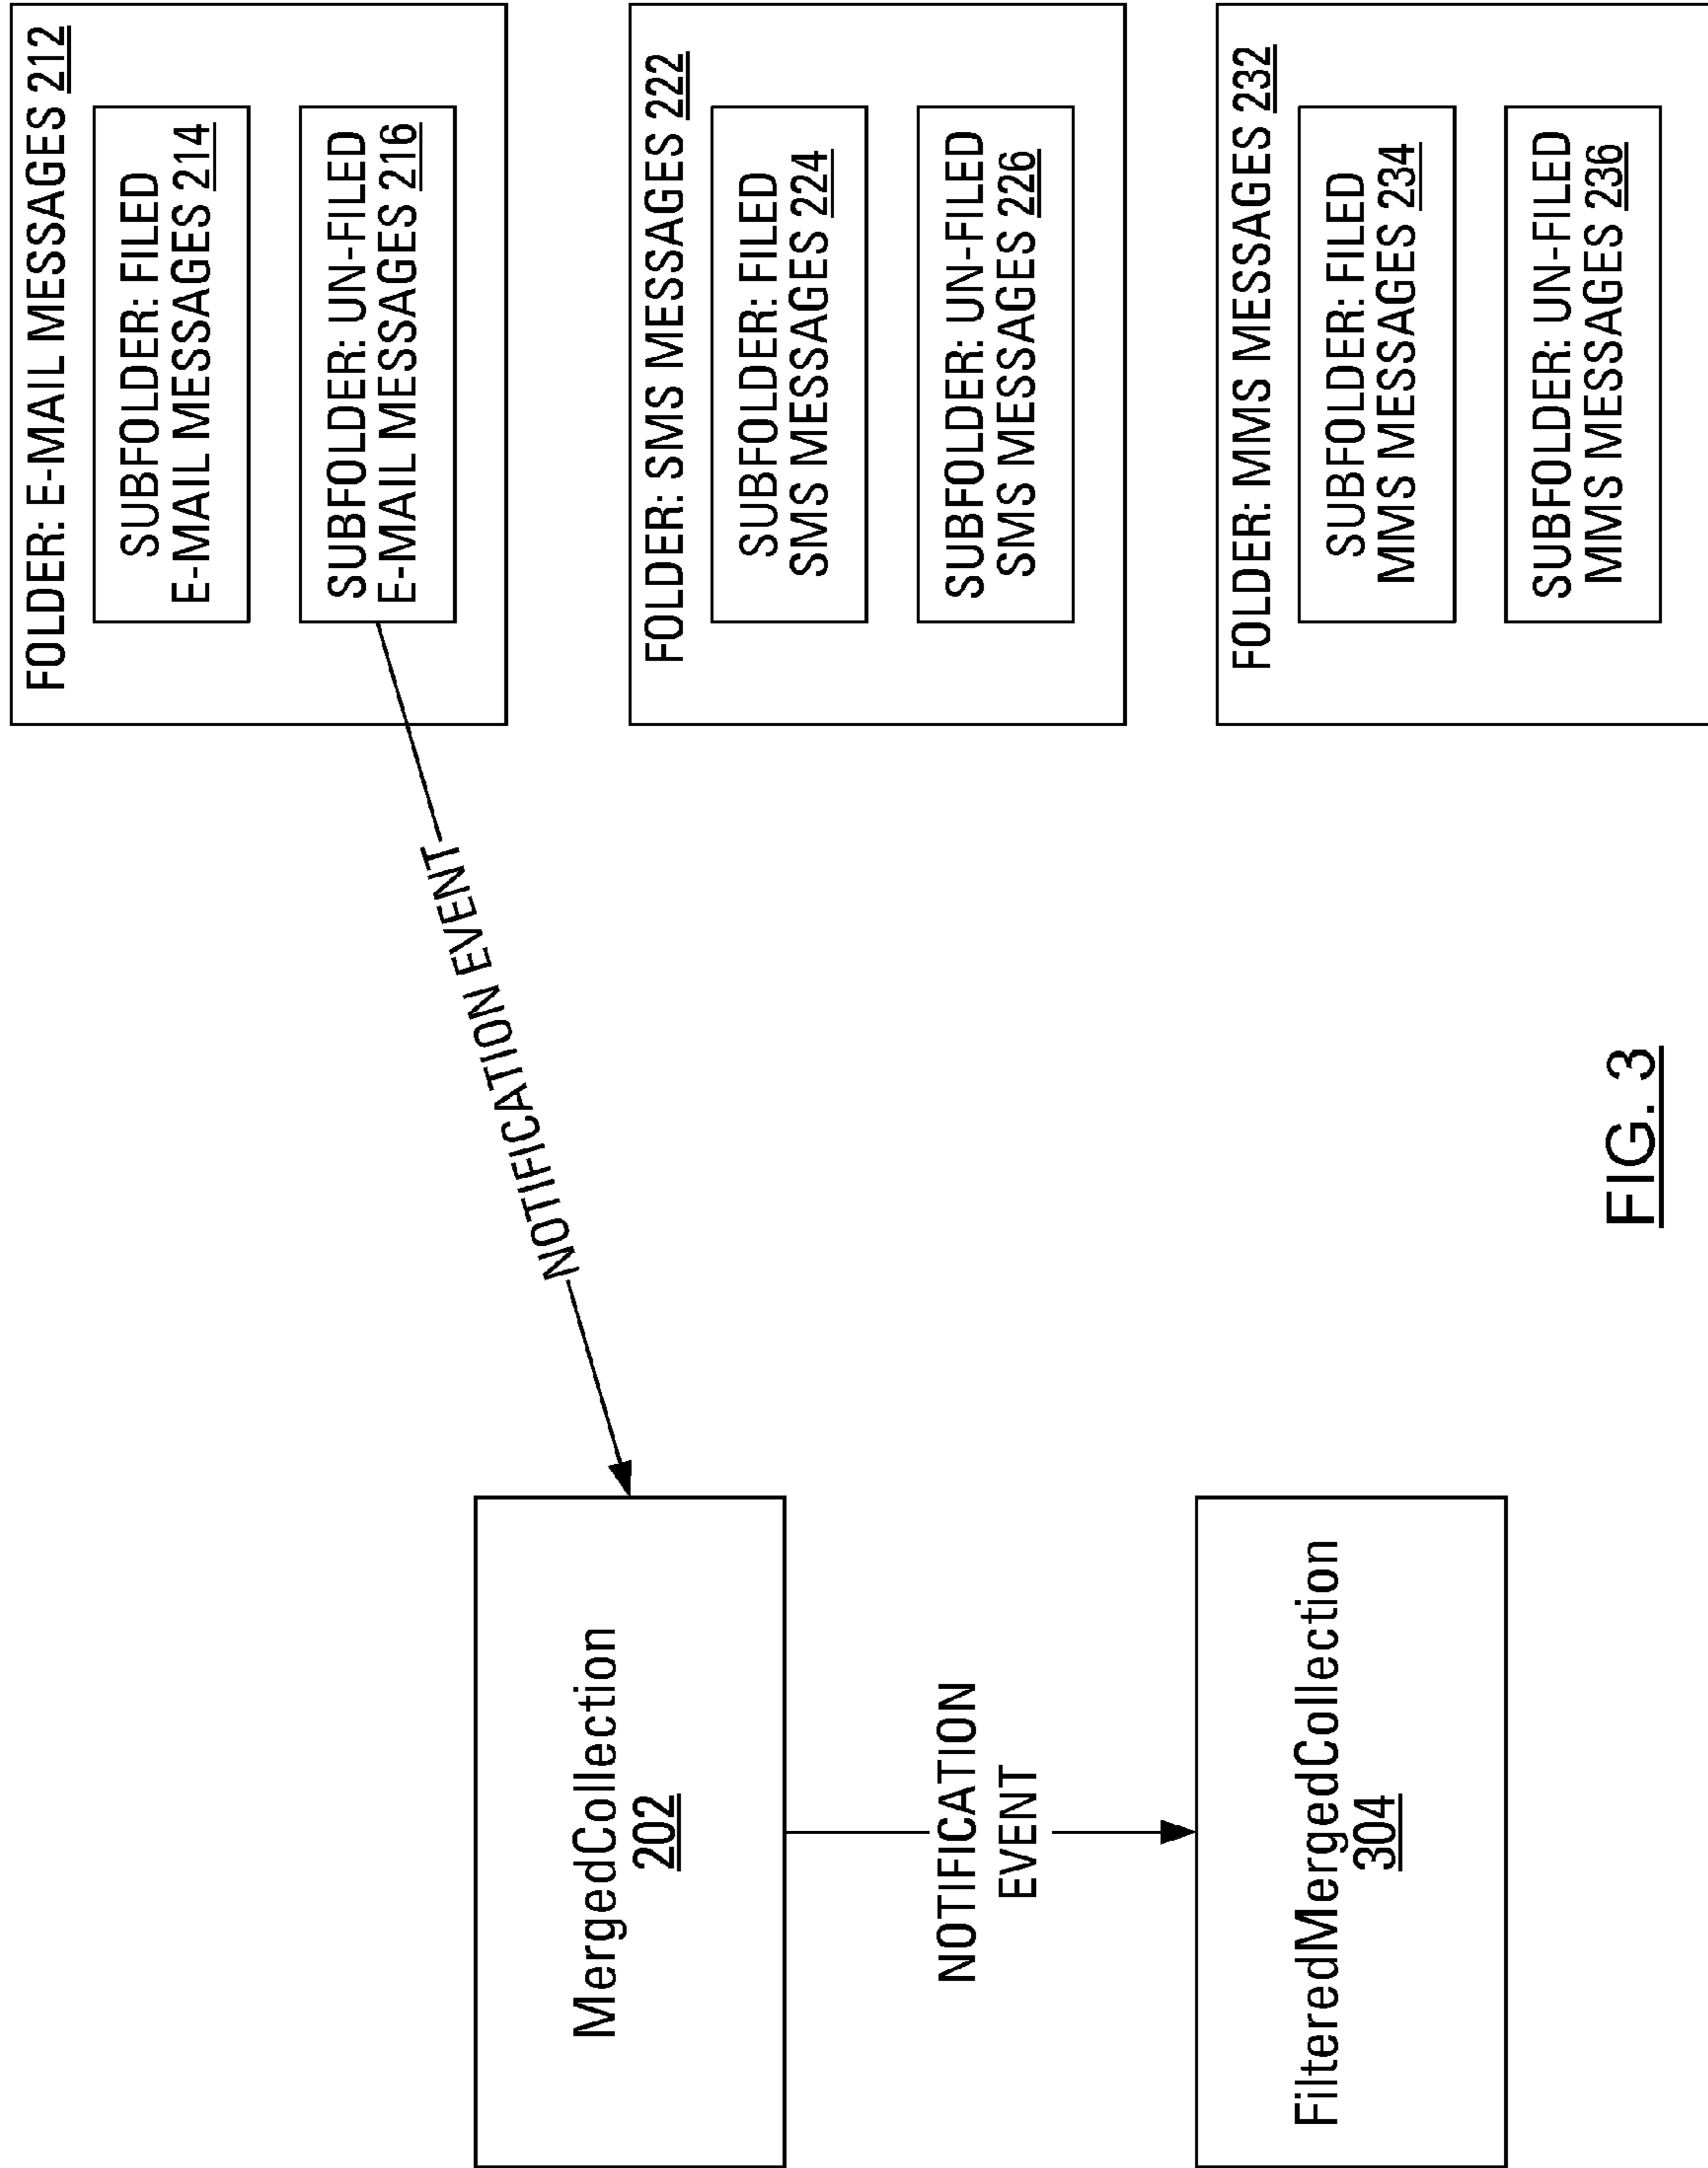 FOLDER: E-MAIL MESSAGES 212
SUBFOLDER: FILED
E-MAIL MESSAGES 214
SUBFOLDER: UN-FILED
E-MAIL MESSAGES 216
FOLDER: SMS MESSAGES 222
SUBFOLDER: FILED
SMS MESSAGES 224
SUBFOLDER: UN-FILED
SMS MESSAGES 226
FOLDER: MMS MESSAGES 232
SUBFOLDER: FILED
MMS MESSAGES 234
SUBFOLDER: UN-FILED
MMS MESSAGES 236
NOTIFICATION EVENT
MergedCollection
202
NOTIFICATION
EVENT
FilteredMergedCollection
304
FIG. 3